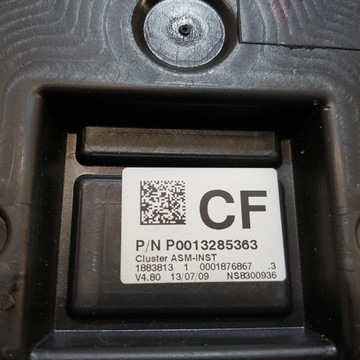 CF
P/N P0013285363
Cluster ASM-INST
1883813 1 0001876867 .3
V4.80 13/07/09 NS8300936